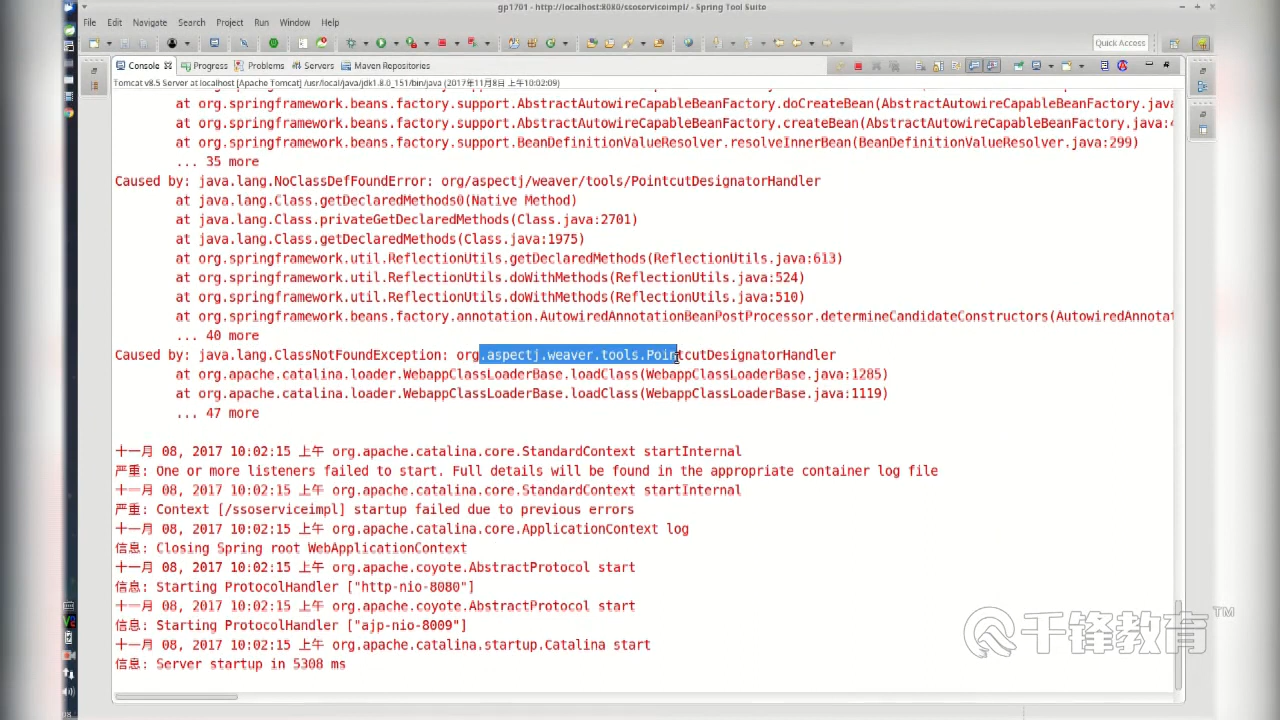 gp1701 - http://localhost:8080/ssoserviceimpl/ - Spring Tool Suite
File Edit Navigate Search Project Run Window Help
Quick Access
Console Progress Problems Servers Maven Repositories
Tomcat v8.5 Server at localhost [Apache Tomcat] /usr/local/java/jdk1.8.0_151/bin/java (2017年11月8日 上午10:02:09)
at org.springframework.beans.factory.support.AbstractAutowireCapableBeanFactory.doCreateBean(AbstractAutowireCapableBeanFactory.java
at org.springframework.beans.factory.support.AbstractAutowireCapableBeanFactory.createBean(AbstractAutowireCapableBeanFactory.java:4
at org.springframework.beans.factory.support.BeanDefinitionValueResolver.resolveInnerBean(BeanDefinitionValueResolver.java:299)
... 35 more
Caused by: java.lang.NoClassDefFoundError: org/aspectj/weaver/tools/PointcutDesignatorHandler
at java.lang.Class.getDeclaredMethods0(Native Method)
at java.lang.Class.privateGetDeclaredMethods(Class.java:2701)
at java.lang.Class.getDeclaredMethods(Class.java:1975)
at org.springframework.util.ReflectionUtils.getDeclaredMethods(ReflectionUtils.java:613)
at org.springframework.util.ReflectionUtils.doWithMethods(ReflectionUtils.java:524)
at org.springframework.util.ReflectionUtils.doWithMethods(ReflectionUtils.java:510)
at org.springframework.beans.factory.annotation.AutowiredAnnotationBeanPostProcessor.determineCandidateConstructors(AutowiredAnnotat
... 40 more
Caused by: java.lang.ClassNotFoundException: org.aspectj.weaver.tools.PointcutDesignatorHandler
at org.apache.catalina.loader.WebappClassLoaderBase.loadClass(WebappClassLoaderBase.java:1285)
at org.apache.catalina.loader.WebappClassLoaderBase.loadClass(WebappClassLoaderBase.java:1119)
... 47 more
十一月 08, 2017 10:02:15 上午 org.apache.catalina.core.StandardContext startInternal
严重: One or more listeners failed to start. Full details will be found in the appropriate container log file
十一月 08, 2017 10:02:15 上午 org.apache.catalina.core.StandardContext startInternal
严重: Context [/ssoserviceimpl] startup failed due to previous errors
十一月 08, 2017 10:02:15 上午 org.apache.catalina.core.ApplicationContext log
信息: Closing Spring root WebApplicationContext
十一月 08, 2017 10:02:15 上午 org.apache.coyote.AbstractProtocol start
信息: Starting ProtocolHandler ["http-nio-8080"]
十一月 08, 2017 10:02:15 上午 org.apache.coyote.AbstractProtocol start
信息: Starting ProtocolHandler ["ajp-nio-8009"]
十一月 08, 2017 10:02:15 上午 org.apache.catalina.startup.Catalina start
信息: Server startup in 5308 ms
千锋教育 TM